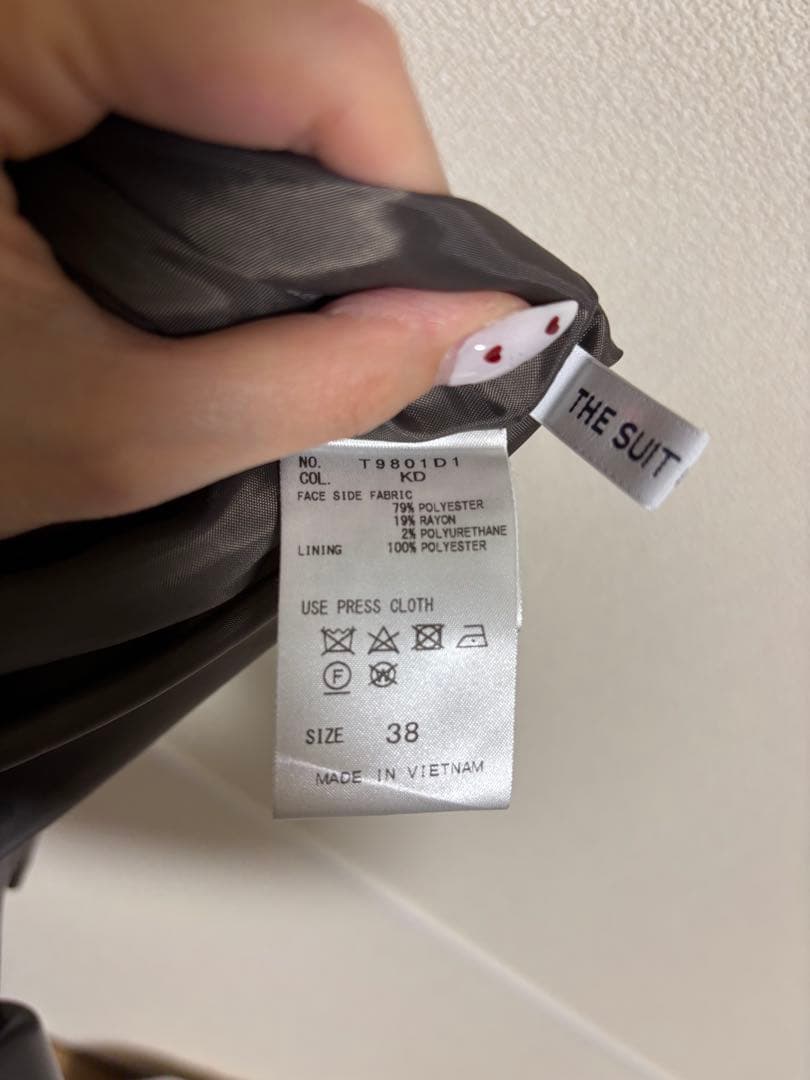 THE SUIT
NO. T9801D1
COL. KD
FACE SIDE FABRIC
79% POLYESTER
19% RAYON
2% POLYURETHANE
LINING 100% POLYESTER
USE PRESS CLOTH
F W
SIZE 38
MADE IN VIETNAM